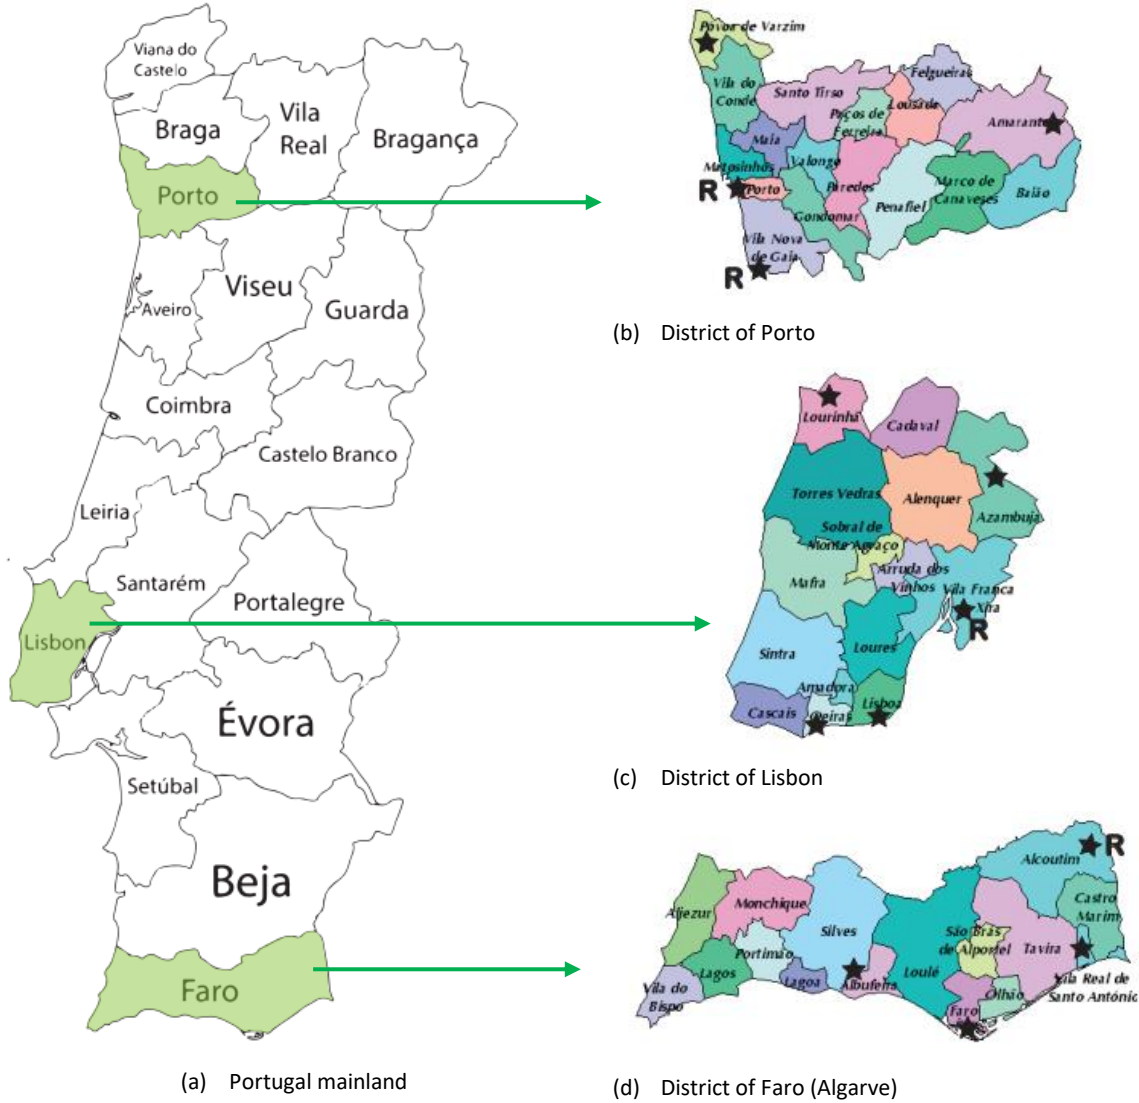 Viana do
Castelo
Braga
Vila
Real
Bragança
Porto
Aveiro
Viseu
Guarda
Coimbra
Castelo Branco
Leiria
Santarém
Portalegre
Lisbon
Évora
Setúbal
Beja
Faro
(a) Portugal mainland
Povoa de Varzim
Vila do
Conde
Santo Tirso
Felgueiras
Paços de
Ferreira
Lousada
Amarante
Maia
Matosinhos
Valongo
R
Porto
Paredes
Penafiel
Marco de
Canaveses
Baião
Gondomar
Vila Nova
de Gaia
R
(b) District of Porto
Lourinhã
Cadaval
Torres Vedras
Alenquer
Azambuja
Sobral de
Monte Agraço
Mafra
Arruda dos
Vinhos
Vila Franca
Xira
R
Sintra
Loures
Amadora
Cascais
Oeiras
Lisboa
(c) District of Lisbon
Alcoutim
R
Aljezur
Monchique
Silves
Castro
Marim
São Brás
de Alportel
Tavira
Portimão
Lagos
Lagoa
Albufeira
Loulé
Vila do
Bispo
Faro
Olhão
Vila Real de
Santo António
(d) District of Faro (Algarve)